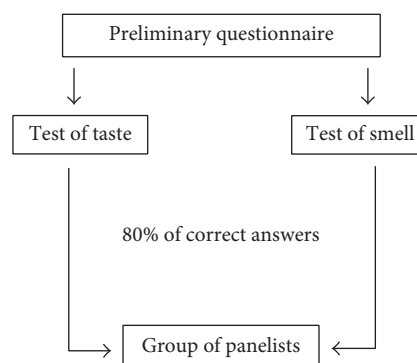 Preliminary questionnaire
Test of taste
Test of smell
80% of correct answers
Group of panelists